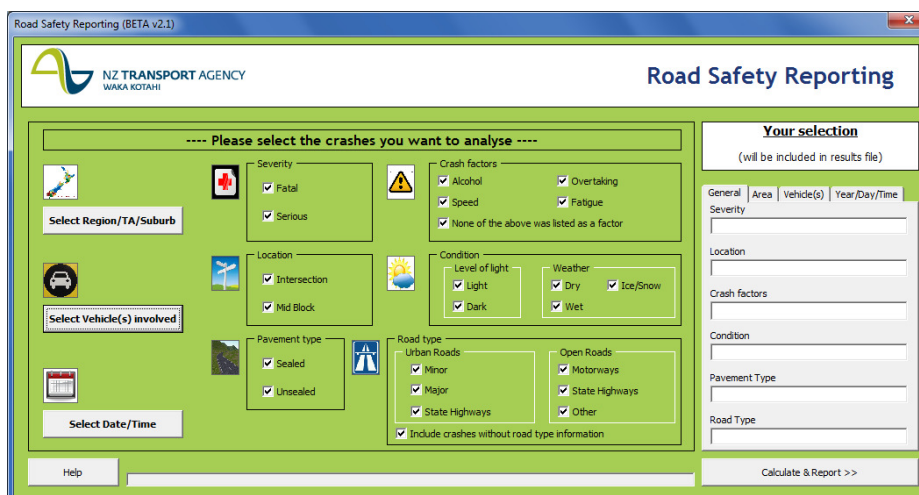 Road Safety Reporting (BETA v2.1)
NZ TRANSPORT AGENCY
WAKA KOTAHI
Road Safety Reporting
---- Please select the crashes you want to analyse ----
Select Region/TA/Suburb
Select Vehicle(s) involved
Select Date/Time
Severity
Fatal
Serious
Crash factors
Alcohol Overtaking
Speed Fatigue
None of the above was listed as a factor
Location
Intersection
Mid Block
Condition
Level of light
Light
Dark
Weather
Dry Ice/Snow
Wet
Pavement type
Sealed
Unsealed
Road type
Urban Roads
Minor
Major
State Highways
Open Roads
Motorways
State Highways
Other
Include crashes without road type information
Your selection
(will be included in results file)
General Area Vehicle(s) Year/Day/Time
Severity
Location
Crash factors
Condition
Pavement Type
Road Type
Help
Calculate & Report >>